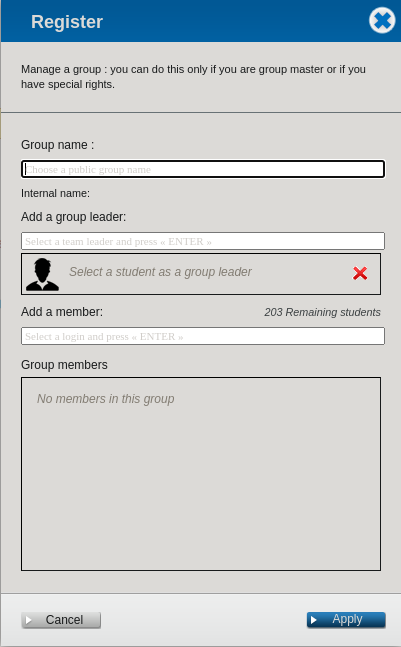 Register
Manage a group : you can do this only if you are group master or if you
have special rights.
Group name :
Choose a public group name
Internal name:
Add a group leader:
Select a team leader and press « ENTER »
Select a student as a group leader
Add a member:
203 Remaining students
Select a login and press « ENTER »
Group members
No members in this group
Cancel
Apply